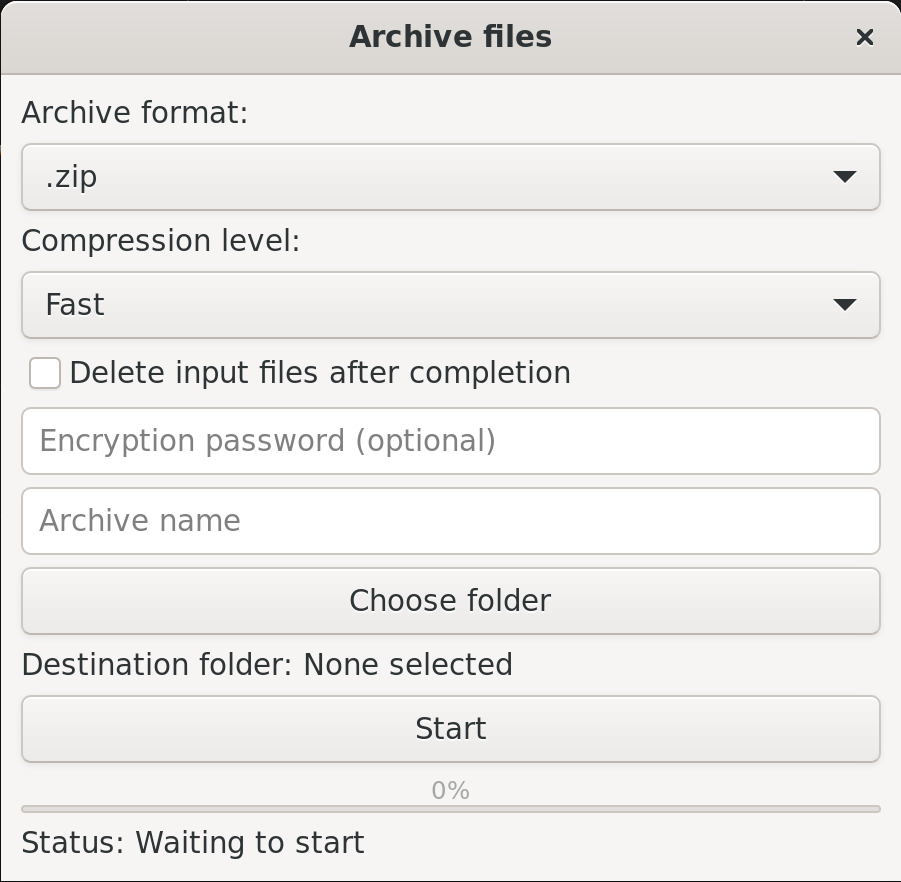 Archive files
Archive format:
.zip
Compression level:
Fast
Delete input files after completion
Encryption password (optional)
Archive name
Choose folder
Destination folder: None selected
Start
0%
Status: Waiting to start